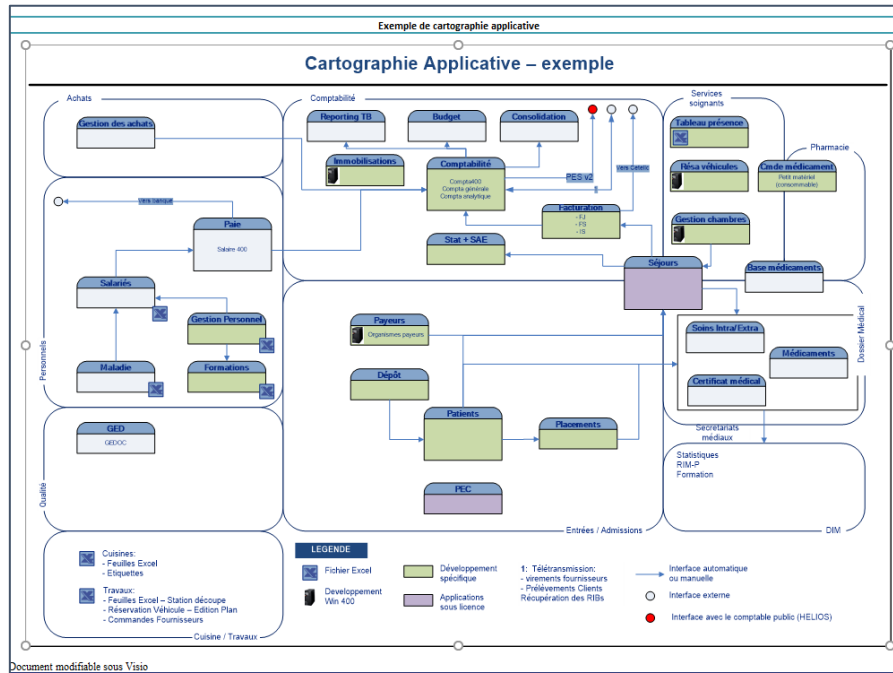 Exemple de cartographie applicative
Cartographie Applicative – exemple
Achats
Gestion des achats
Comptabilité
Reporting TB
Budget
Consolidation
Immobilisations
Comptabilité
Compta400
Compta générale
Compta analytique
PES v2
1
Facturation
- FJ
- FS
- IS
Stat + SAE
Services
soignants
Tableau présence
Résa véhicules
Gestion chambres
Pharmacie
Cmde médicament
Petit matériel
(consommable)
Base médicaments
Séjours
Personnels
Vers banque
Paie
Salaire 400
Salariés
Gestion Personnel
Maladie
Formations
Payeurs
Organismes payeurs
Dépôt
Patients
Placements
PEC
Entrées / Admissions
Dossier Médical
Soins Intra/Extra
Médicaments
Certificat médical
Secrétariats
médiaux
Statistiques
RIM-P
Formation
DIM
Qualité
GED
GEDOC
Cuisines:
- Feuilles Excel
- Etiquettes
Travaux:
- Feuilles Excel – Station découpe
- Réservation Véhicule – Edition Plan
- Commandes Fournisseurs
Cuisine / Travaux
LEGENDE
Fichier Excel
Developpement
Win 400
Développement
spécifique
Applications
sous licence
1: Télétransmission:
- virements fournisseurs
- Prélévements Clients
Récupération des RIBs
Interface automatique
ou manuelle
Interface externe
Interface avec le comptable public (HELIOS)
Document modifiable sous Visio